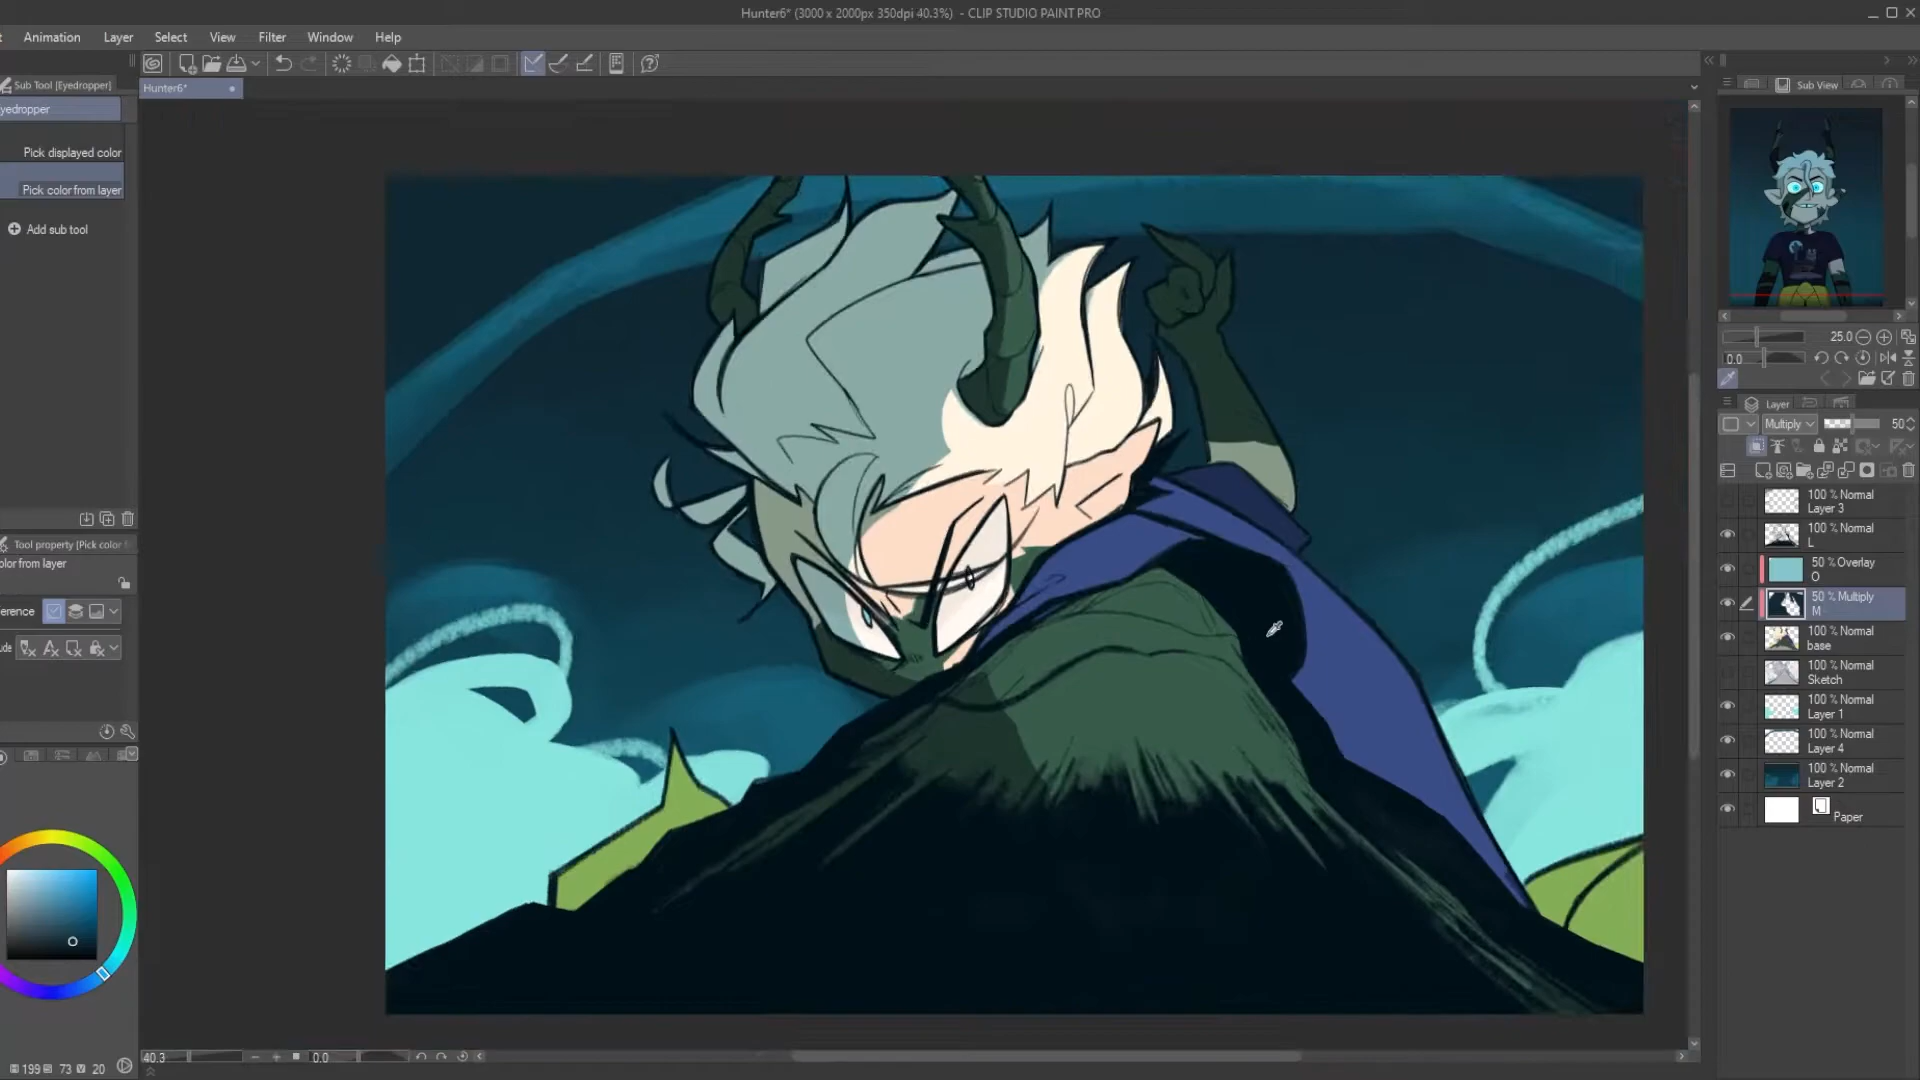 Hunter6* (3000 x 2000px 350dpi 40.3%) - CLIP STUDIO PAINT PRO
Animation Layer Select View Filter Window Help
Sub Tool [Eyedropper]
Hunter6*
Sub View
yedropper
Pick displayed color
Pick color from layer
Add sub tool
25.0
0.0
Layer
Multiply 50
100 % Normal
Layer 3
100 % Normal
L
50 % Overlay
O
50 % Multiply
M
100 % Normal
base
100 % Normal
Sketch
100 % Normal
Layer 1
100 % Normal
Layer 4
100 % Normal
Layer 2
Paper
Tool property [Pick color f
olor from layer
erence
ude
40.3 0.0
H 199 S 73 V 20